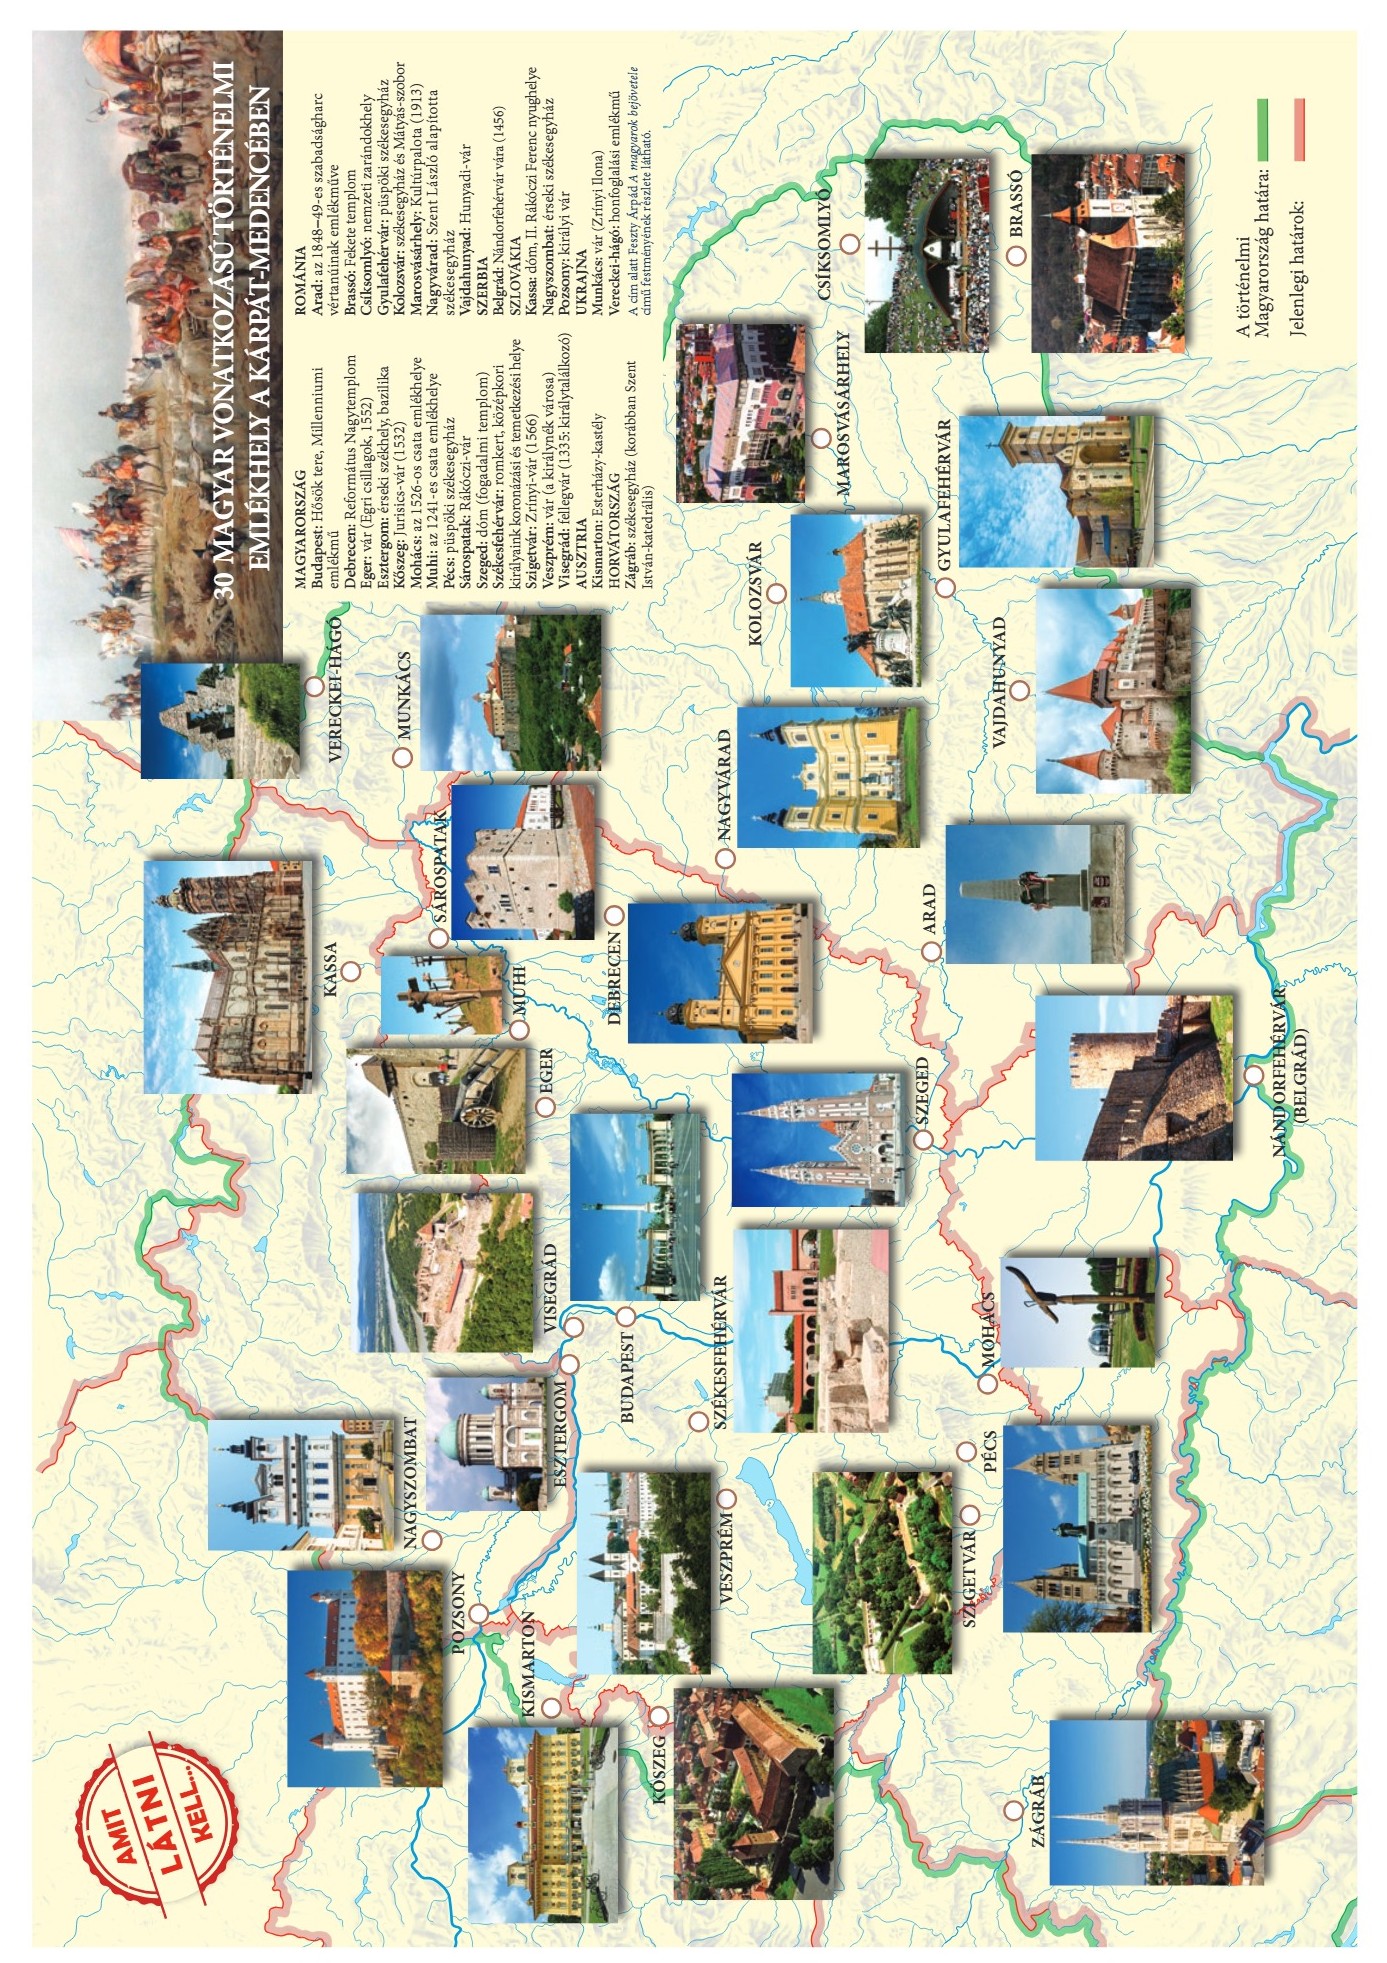 30 MAGYAR VONATKOZÁSÚ TÖRTÉNELMI
EMLÉKHELY A KÁRPÁT-MEDENCÉBEN
MAGYARORSZÁG
Budapest: Hősök tere, Millenniumi
emlékmű
Debrecen: Református Nagytemplom
Eger: vár (Egri csillagok, 1552)
Esztergom: érseki székhely, bazilika
Kőszeg: Jurisics-vár (1532)
Mohács: az 1526-os csata emlékhelye
Muhi: az 1241-es csata emlékhelye
Pécs: püspöki székesegyház
Sárospatak: Rákóczi-vár
Szeged: dóm (fogadalmi templom)
Székesfehérvár: romkert, középkori
királyaink koronázási és temetkezési helye
Szigetvár: Zrínyi-vár (1566)
Veszprém: vár (a királynék városa)
Visegrád: fellegvár (1335: királytalálkozó)
AUSZTRIA
Kismarton: Esterházy-kastély
HORVÁTORSZÁG
Zágráb: székesegyház (korábban Szent
István-katedrális)
ROMÁNIA
Arad: az 1848–49-es szabadságharc
vértanúinak emlékműve
Brassó: Fekete templom
Csíksomlyó: nemzeti zarándokhely
Gyulafehérvár: püspöki székesegyház
Kolozsvár: székesegyház és Mátyás-szobor
Marosvásárhely: Kultúrpalota (1913)
Nagyvárad: Szent László alapította
székesegyház
Vajdahunyad: Hunyadi-vár
SZERBIA
Belgrád: Nándorfehérvár vára (1456)
SZLOVÁKIA
Kassa: dóm, II. Rákóczi Ferenc nyughelye
Nagyszombat: érseki székesegyház
Pozsony: királyi vár
UKRAJNA
Munkács: vár (Zrínyi Ilona)
Vereckei-hágó: honfoglalási emlékmű
A cím alatt Feszty Árpád A magyarok bejövetele
című festményének részlete látható.
AMIT
LÁTNI
KELL...
VERECKEI-HÁGÓ
MUNKÁCS
KASSA
SÁROSPATAK
MUHI
EGER
DEBRECEN
NAGYVÁRAD
KOLOZSVÁR
MAROSVÁSÁRHELY
CSÍKSOMLYÓ
BRASSÓ
GYULAFEHÉRVÁR
VAJDAHUNYAD
ARAD
SZEGED
NÁNDORFEHÉRVÁR
(BELGRÁD)
NAGYSZOMBAT
POZSONY
KISMARTON
KŐSZEG
ESZTERGOM
VISEGRÁD
BUDAPEST
SZÉKESFEHÉRVÁR
VESZPRÉM
MOHÁCS
PÉCS
SZIGETVÁR
ZÁGRÁB
A történelmi
Magyarország határa:
Jelenlegi határok: